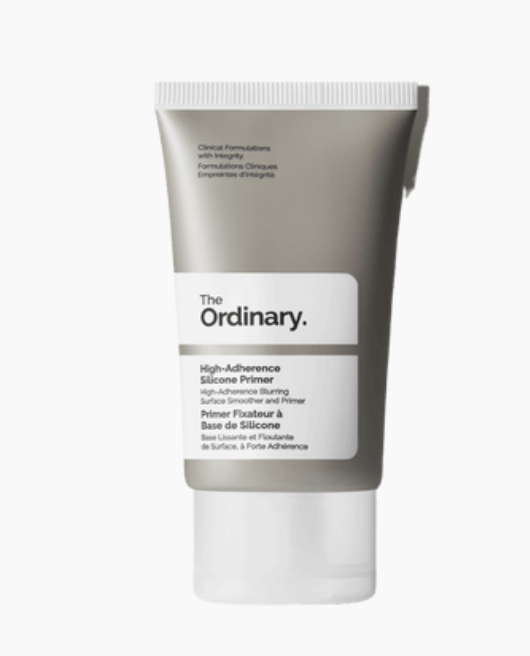 Clinical Formulations
with Integrity.
Formulations Cliniques
Empreintes d'Intégrité
The
Ordinary.
High-Adherence
Silicone Primer
High-Adherence Blurring
Surface Smoother and Primer
Primer Fixateur à
Base de Silicone
Base Lissante et Floutante
de Surface, à Forte Adhérence